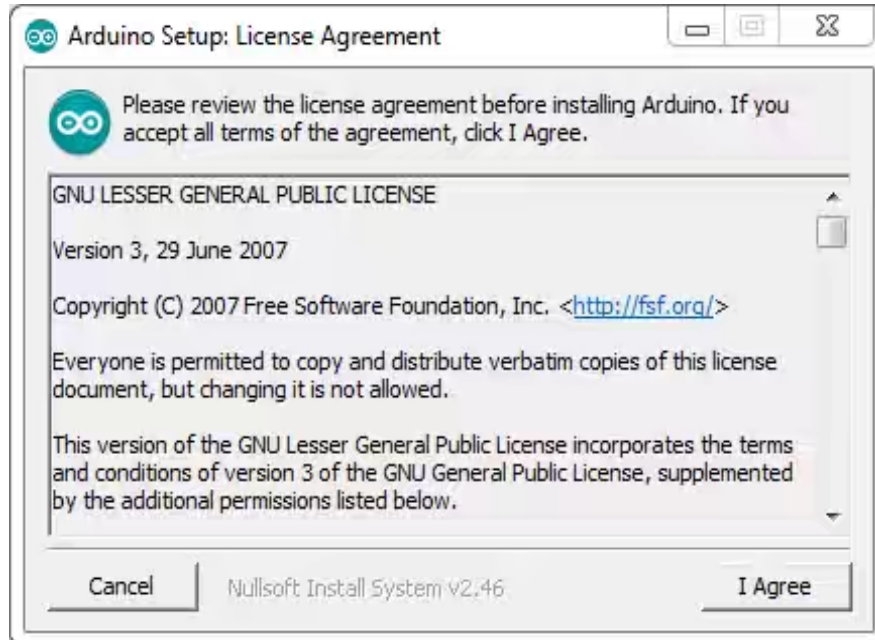 Arduino Setup: License Agreement
Please review the license agreement before installing Arduino. If you
accept all terms of the agreement, click I Agree.
GNU LESSER GENERAL PUBLIC LICENSE
Version 3, 29 June 2007
Copyright (C) 2007 Free Software Foundation, Inc. <http://fsf.org/>
Everyone is permitted to copy and distribute verbatim copies of this license
document, but changing it is not allowed.
This version of the GNU Lesser General Public License incorporates the terms
and conditions of version 3 of the GNU General Public License, supplemented
by the additional permissions listed below.
Cancel
Nullsoft Install System v2.46
I Agree